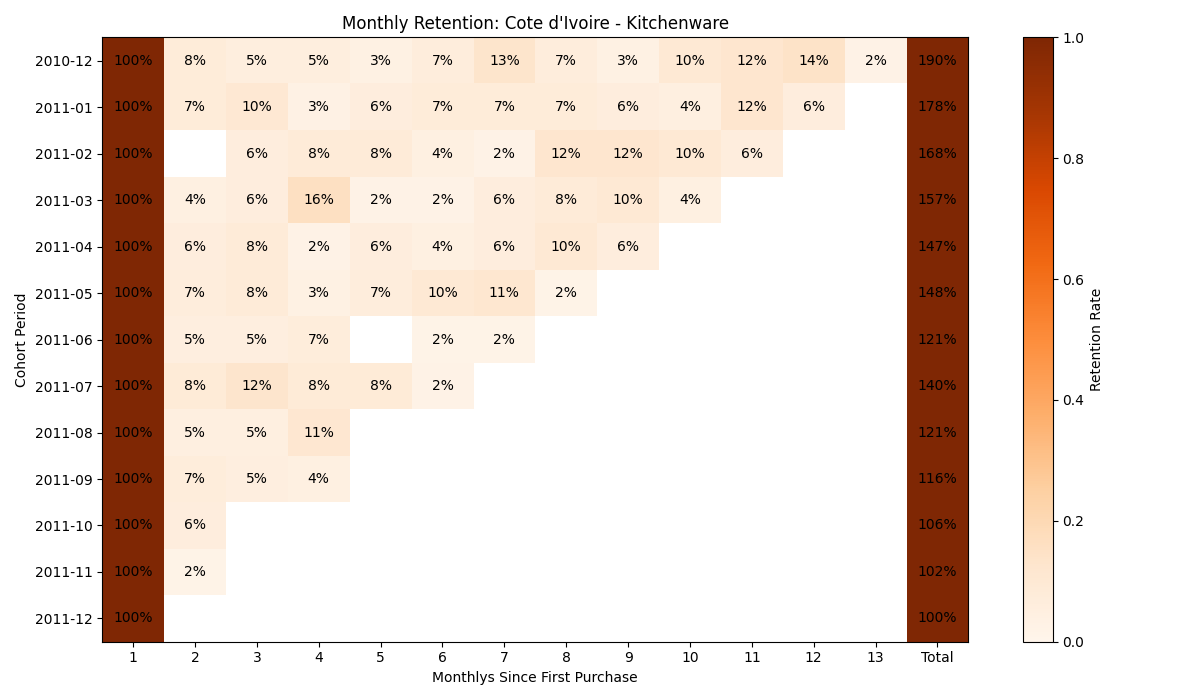 Monthly Retention: Cote d'Ivoire - Kitchenware
Cohort Period
2010-12 100% 8% 5% 5% 3% 7% 13% 7% 3% 10% 12% 14% 2% 190%
2011-01 100% 7% 10% 3% 6% 7% 7% 7% 6% 4% 12% 6% 178%
2011-02 100% 6% 8% 8% 4% 2% 12% 12% 10% 6% 168%
2011-03 100% 4% 6% 16% 2% 2% 6% 8% 10% 4% 157%
2011-04 100% 6% 8% 2% 6% 4% 6% 10% 6% 147%
2011-05 100% 7% 8% 3% 7% 10% 11% 2% 148%
2011-06 100% 5% 5% 7% 2% 2% 121%
2011-07 100% 8% 12% 8% 8% 2% 140%
2011-08 100% 5% 5% 11% 121%
2011-09 100% 7% 5% 4% 116%
2011-10 100% 6% 106%
2011-11 100% 2% 102%
2011-12 100% 100%
1 2 3 4 5 6 7 8 9 10 11 12 13 Total
Monthlys Since First Purchase
1.0
0.8
0.6
0.4
0.2
0.0
Retention Rate